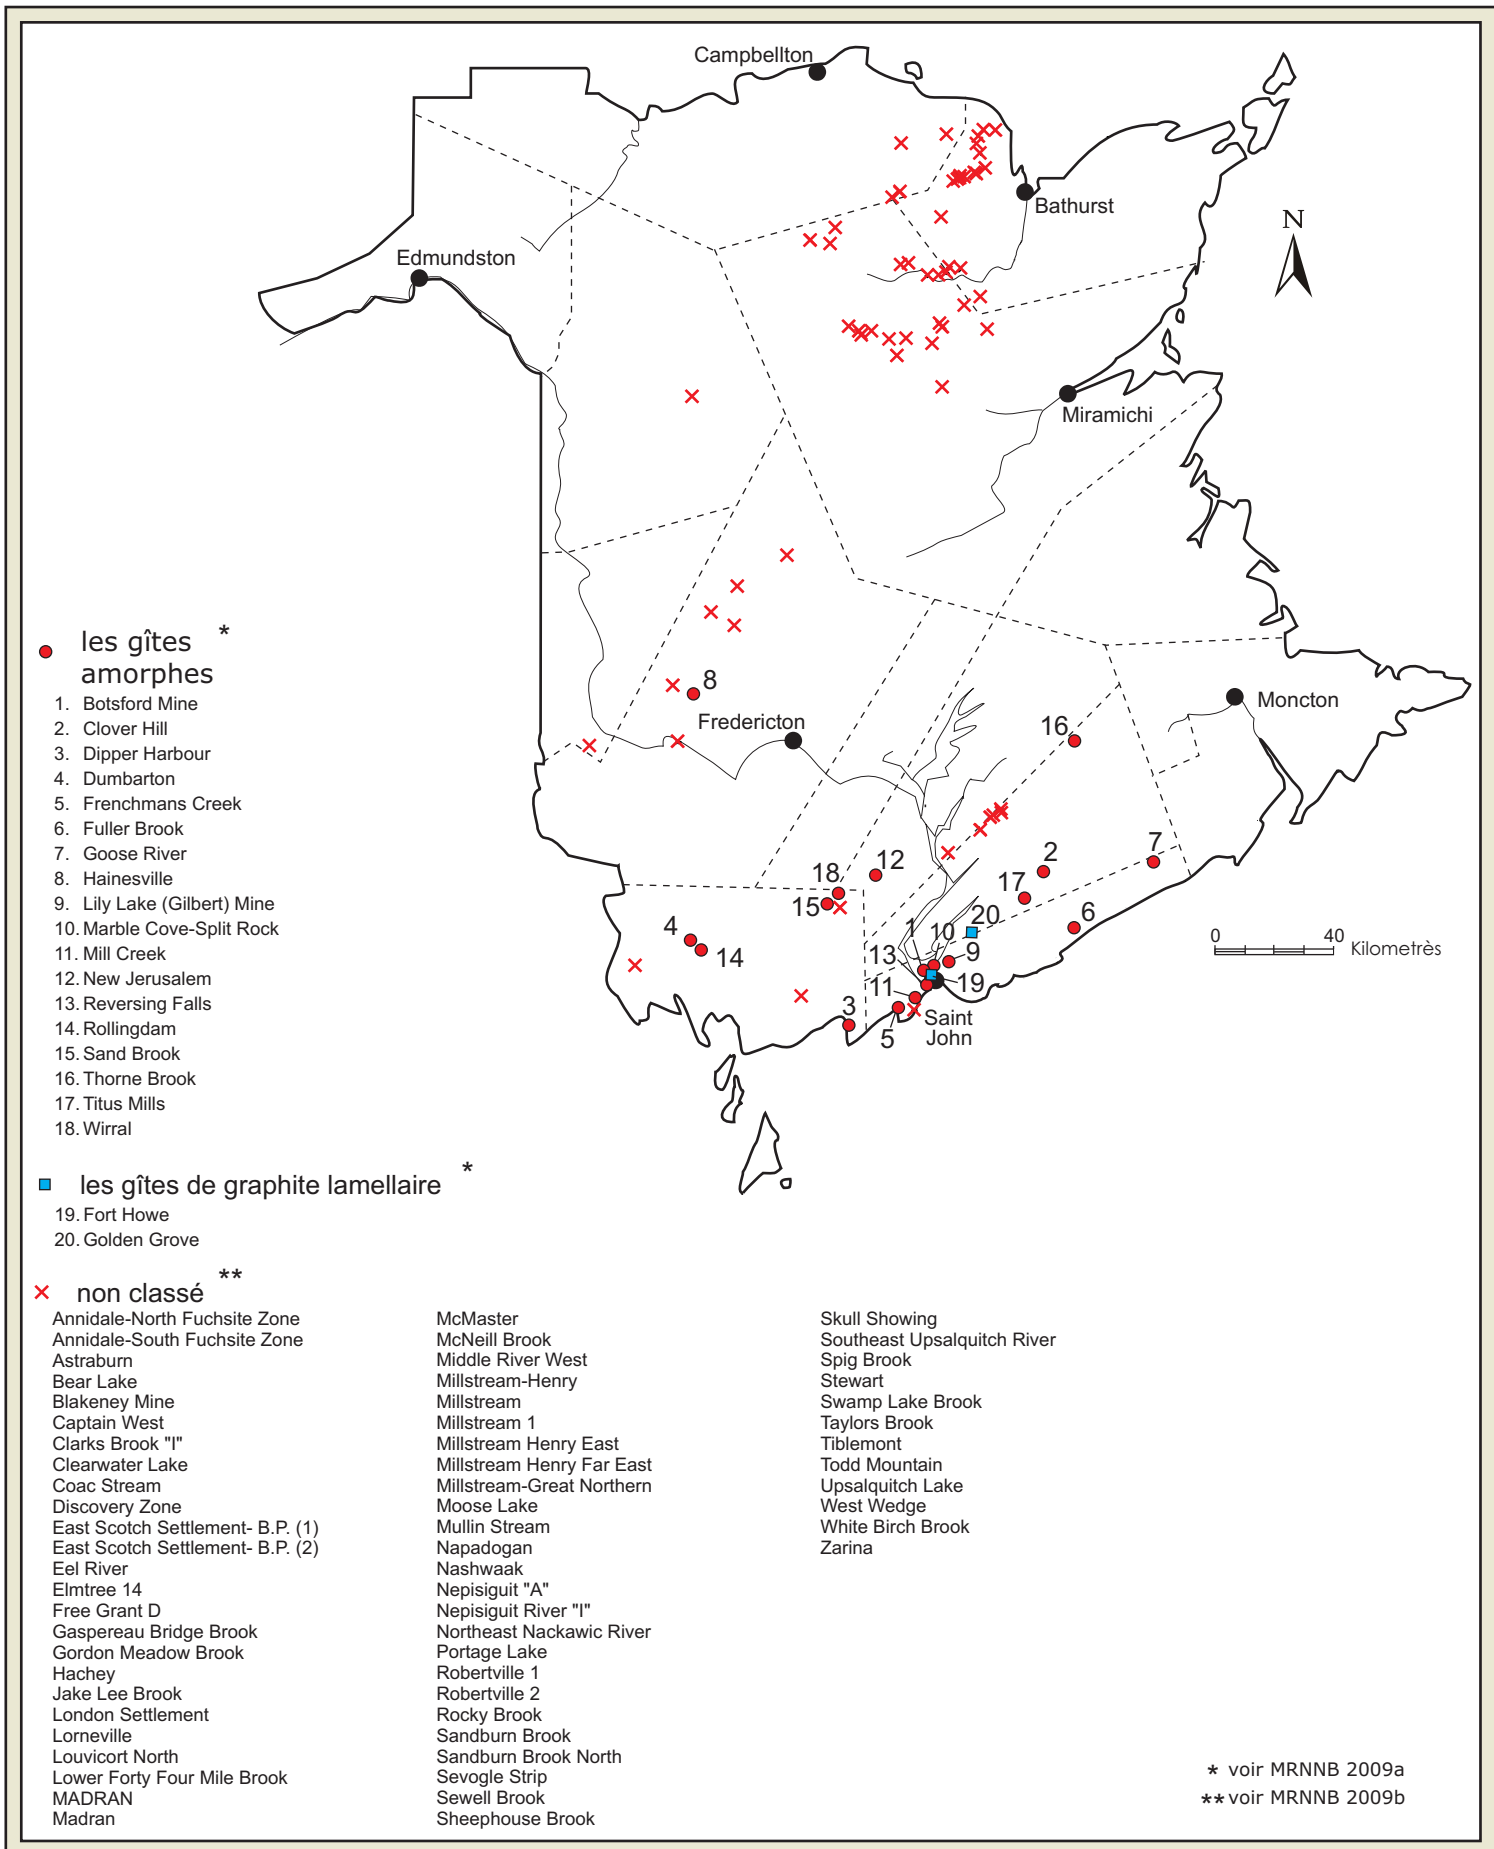 Campbellton
Bathurst
N
Edmundston
Miramichi
8
Fredericton
16
Moncton
12
2
7
18
15
17
20
6
4
14
1
10
13
9
19
11
3
5
Saint
John
0 40
Kilometrès
les gîtes *
amorphes
1. Botsford Mine
2. Clover Hill
3. Dipper Harbour
4. Dumbarton
5. Frenchmans Creek
6. Fuller Brook
7. Goose River
8. Hainesville
9. Lily Lake (Gilbert) Mine
10. Marble Cove-Split Rock
11. Mill Creek
12. New Jerusalem
13. Reversing Falls
14. Rollingdam
15. Sand Brook
16. Thorne Brook
17. Titus Mills
18. Wirral
les gîtes de graphite lamellaire *
19. Fort Howe
20. Golden Grove
non classé **
Annidale-North Fuchsite Zone
Annidale-South Fuchsite Zone
Astraburn
Bear Lake
Blakeney Mine
Captain West
Clarks Brook "I"
Clearwater Lake
Coac Stream
Discovery Zone
East Scotch Settlement- B.P. (1)
East Scotch Settlement- B.P. (2)
Eel River
Elmtree 14
Free Grant D
Gaspereau Bridge Brook
Gordon Meadow Brook
Hachey
Jake Lee Brook
London Settlement
Lorneville
Louvicort North
Lower Forty Four Mile Brook
MADRAN
Madran
McMaster
McNeill Brook
Middle River West
Millstream-Henry
Millstream
Millstream 1
Millstream Henry East
Millstream Henry Far East
Millstream-Great Northern
Moose Lake
Mullin Stream
Napadogan
Nashwaak
Nepisiguit "A"
Nepisiguit River "I"
Northeast Nackawic River
Portage Lake
Robertville 1
Robertville 2
Rocky Brook
Sandburn Brook
Sandburn Brook North
Sevogle Strip
Sewell Brook
Sheephouse Brook
Skull Showing
Southeast Upsalquitch River
Spig Brook
Stewart
Swamp Lake Brook
Taylors Brook
Tiblemont
Todd Mountain
Upsalquitch Lake
West Wedge
White Birch Brook
Zarina
* voir MRNNB 2009a
** voir MRNNB 2009b